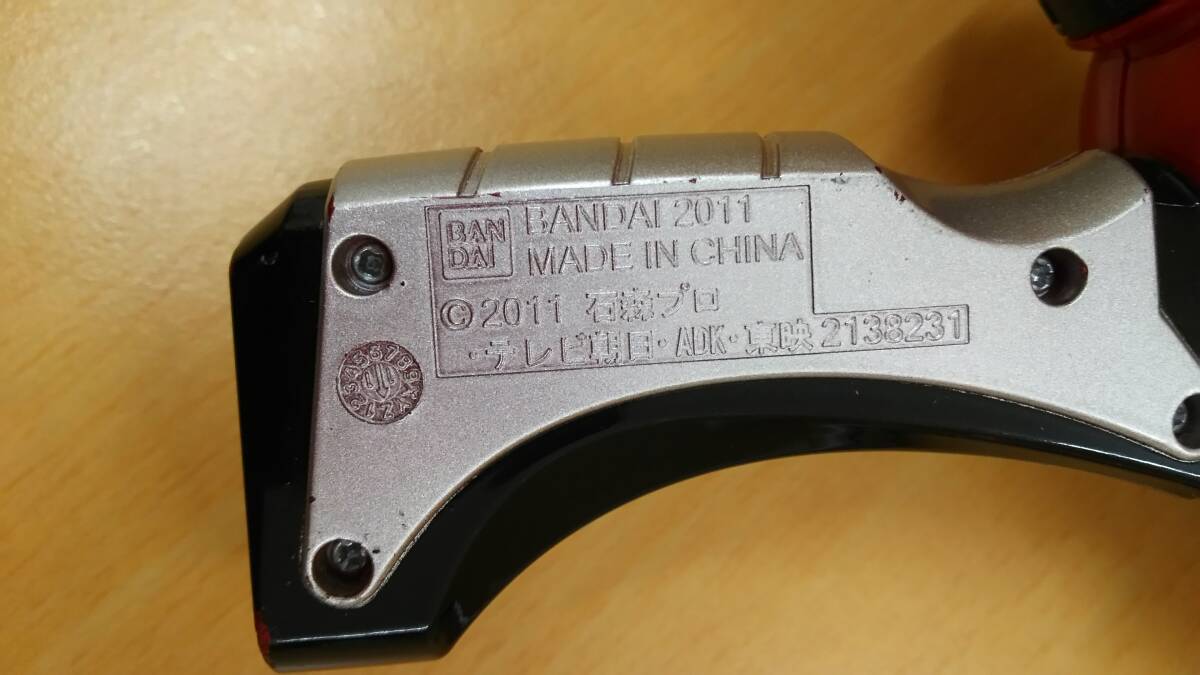 BAN
DAI
BANDAI 2011
MADE IN CHINA
©2011 石森プロ
・テレビ朝日・ADK・東映 2138231